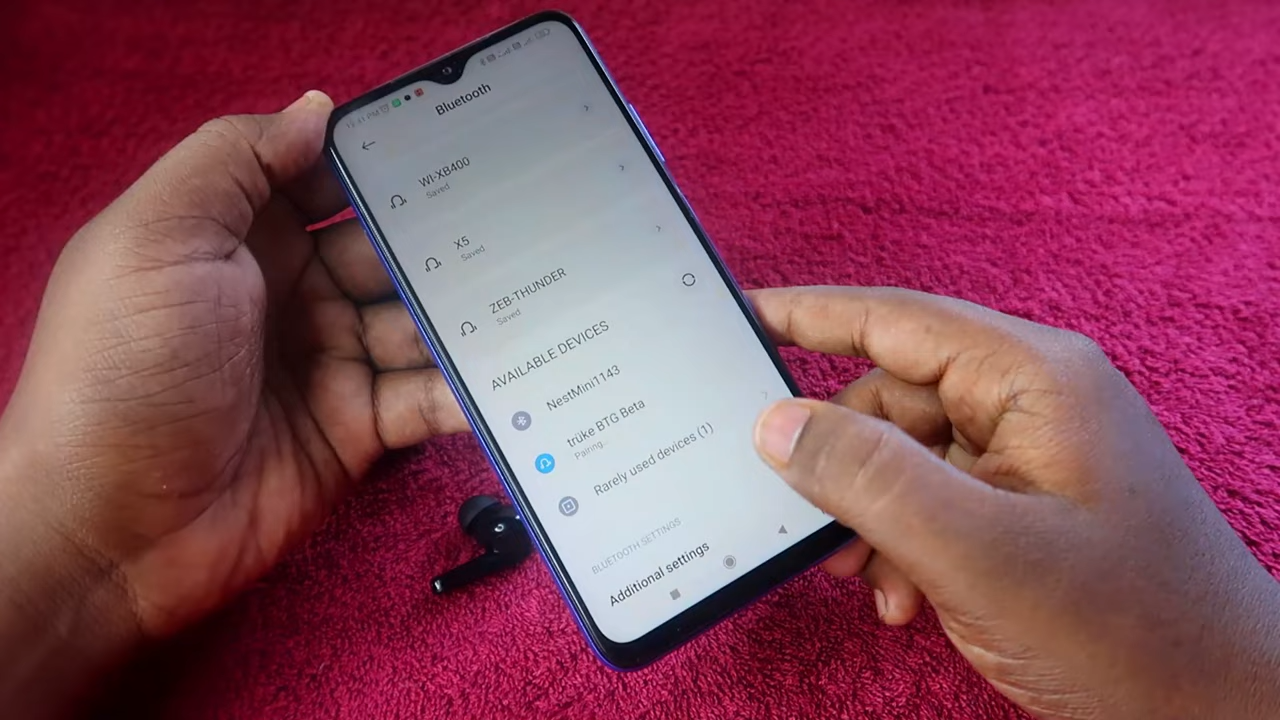 Bluetooth
WI-XB400
Saved
X5
Saved
ZEB-THUNDER
Saved
AVAILABLE DEVICES
NestMini1143
trüke BTG Beta
Pairing...
Rarely used devices (1)
BLUETOOTH SETTINGS
Additional settings